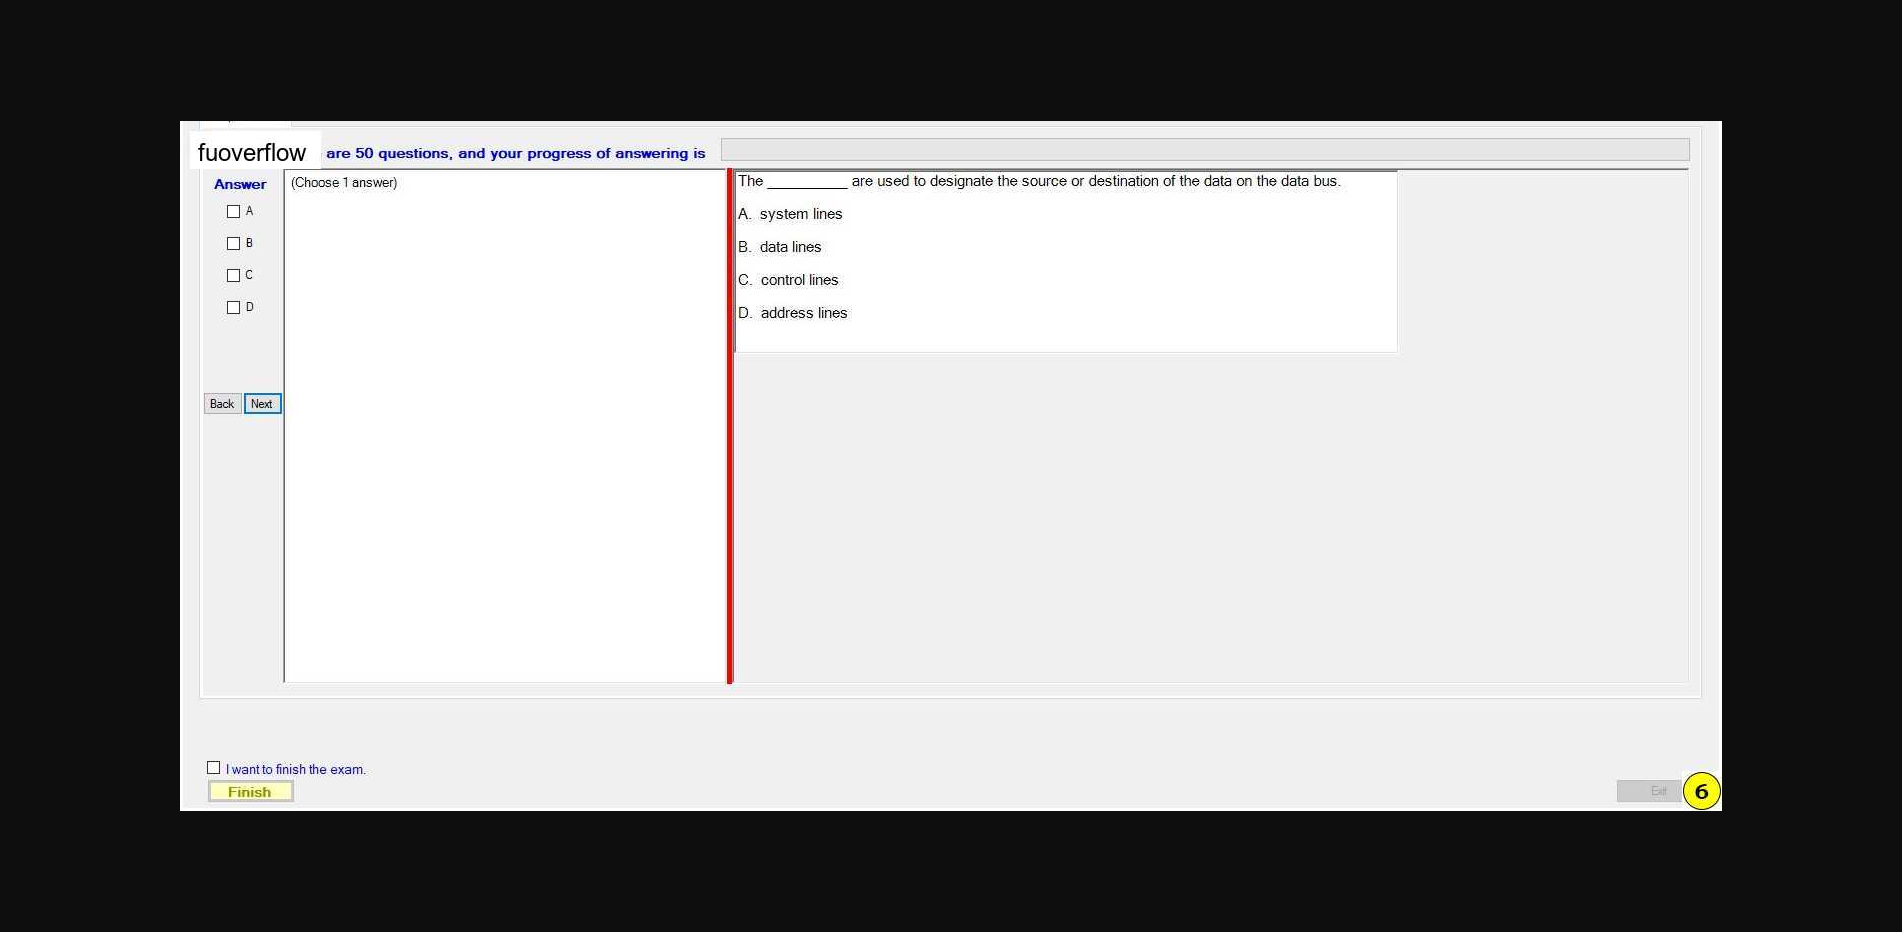 fuoverflow are 50 questions, and your progress of answering is
Answer
A
B
C
D
Back Next
(Choose 1 answer)
The __________ are used to designate the source or destination of the data on the data bus.
A. system lines
B. data lines
C. control lines
D. address lines
I want to finish the exam.
Finish
Exit
6